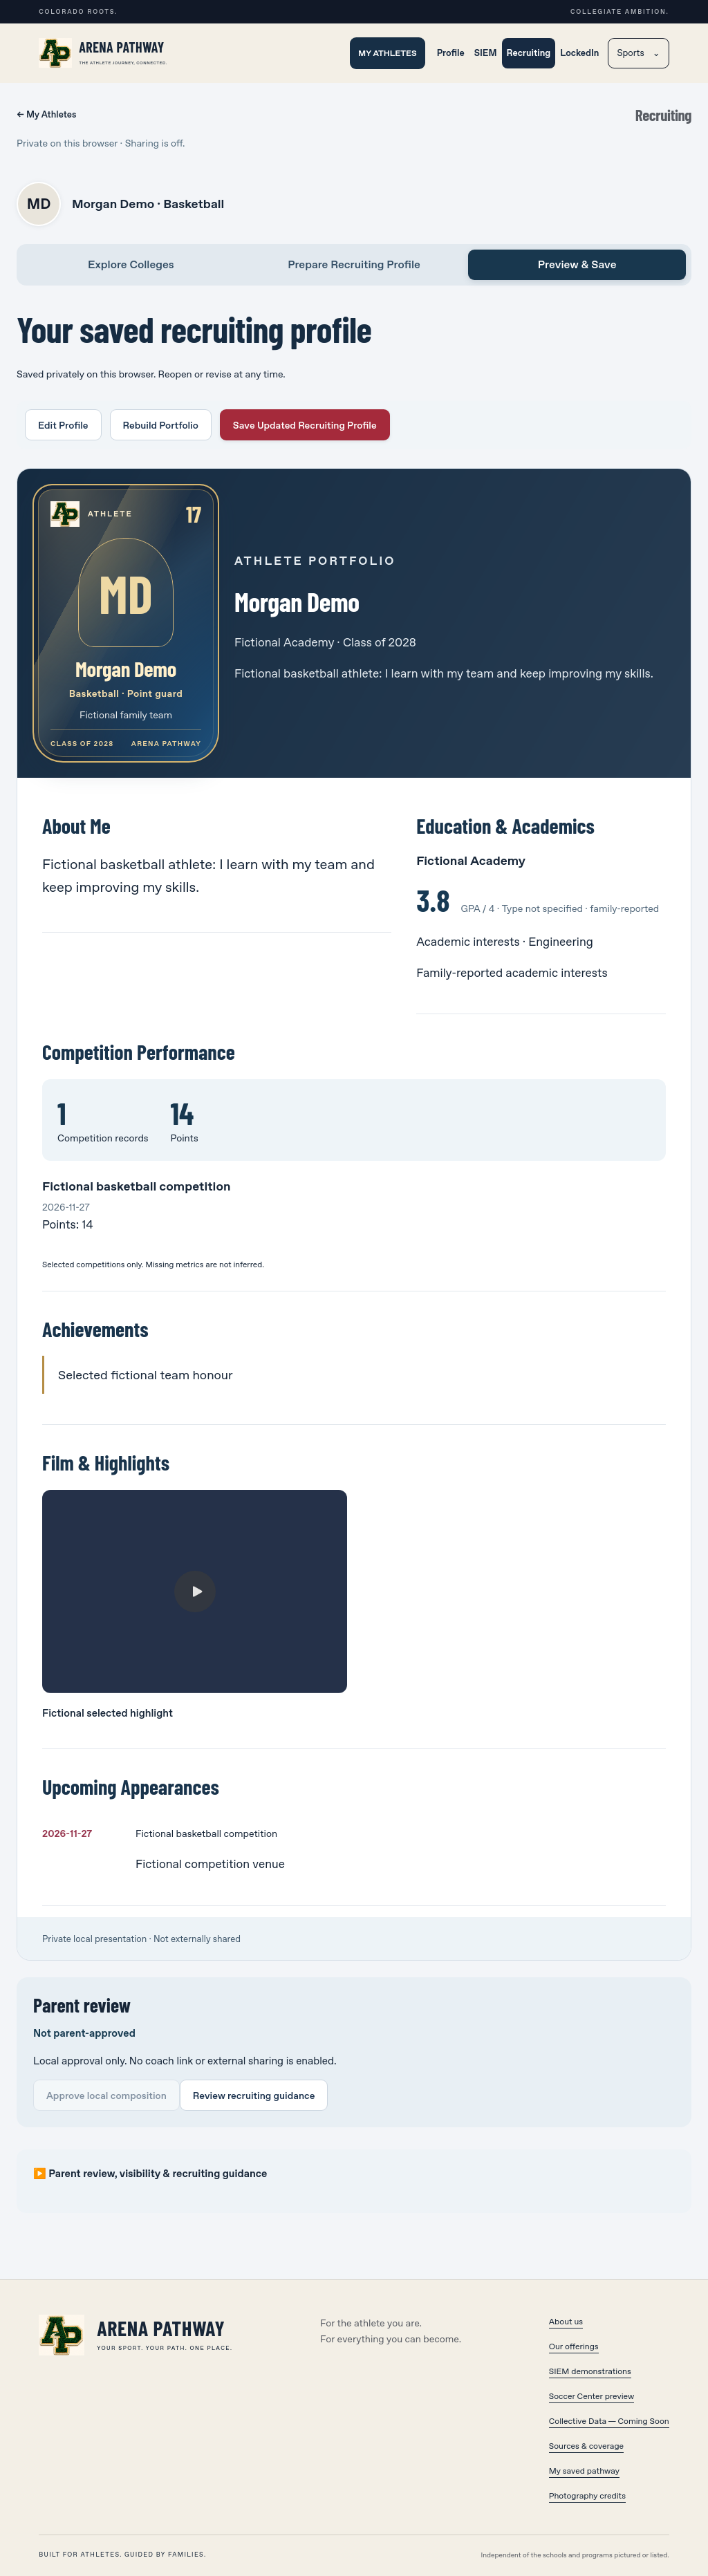 COLORADO ROOTS.
COLLEGIATE AMBITION.
AP
ARENA PATHWAY
THE ATHLETE JOURNEY, CONNECTED.
MY ATHLETES
Profile
SIEM
Recruiting
LockedIn
Sports
← My Athletes
Recruiting
Private on this browser · Sharing is off.
MD
Morgan Demo · Basketball
Explore Colleges
Prepare Recruiting Profile
Preview & Save
Your saved recruiting profile
Saved privately on this browser. Reopen or revise at any time.
Edit Profile
Rebuild Portfolio
Save Updated Recruiting Profile
AP
ATHLETE
17
MD
Morgan Demo
Basketball · Point guard
Fictional family team
CLASS OF 2028
ARENA PATHWAY
ATHLETE PORTFOLIO
Morgan Demo
Fictional Academy · Class of 2028
Fictional basketball athlete: I learn with my team and keep improving my skills.
About Me
Fictional basketball athlete: I learn with my team and
keep improving my skills.
Education & Academics
Fictional Academy
3.8 GPA / 4 · Type not specified · family-reported
Academic interests · Engineering
Family-reported academic interests
Competition Performance
1
Competition records
14
Points
Fictional basketball competition
2026-11-27
Points: 14
Selected competitions only. Missing metrics are not inferred.
Achievements
Selected fictional team honour
Film & Highlights
Fictional selected highlight
Upcoming Appearances
2026-11-27
Fictional basketball competition
Fictional competition venue
Private local presentation · Not externally shared
Parent review
Not parent-approved
Local approval only. No coach link or external sharing is enabled.
Approve local composition
Review recruiting guidance
Parent review, visibility & recruiting guidance
AP
ARENA PATHWAY
YOUR SPORT. YOUR PATH. ONE PLACE.
For the athlete you are.
For everything you can become.
About us
Our offerings
SIEM demonstrations
Soccer Center preview
Collective Data — Coming Soon
Sources & coverage
My saved pathway
Photography credits
BUILT FOR ATHLETES. GUIDED BY FAMILIES.
Independent of the schools and programs pictured or listed.